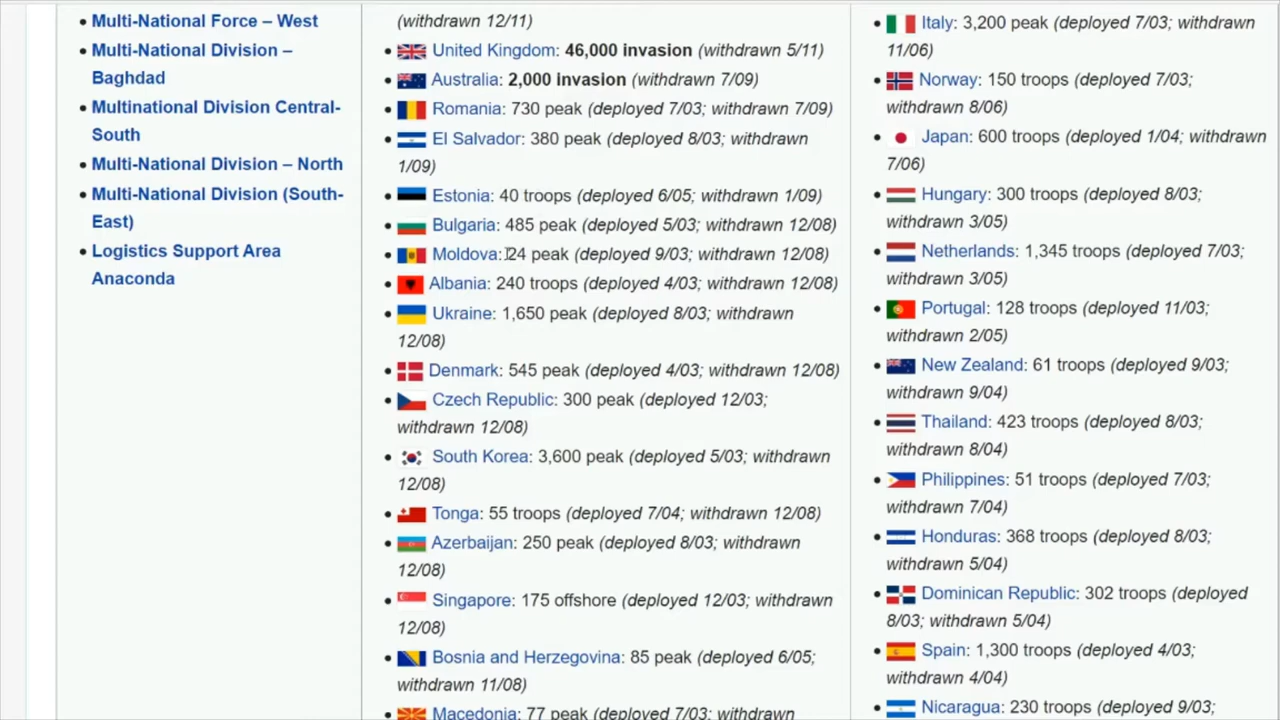 Multi-National Force – West
Multi-National Division –
Baghdad
Multinational Division Central-
South
Multi-National Division – North
Multi-National Division (South-
East)
Logistics Support Area
Anaconda
(withdrawn 12/11)
United Kingdom: 46,000 invasion (withdrawn 5/11)
Australia: 2,000 invasion (withdrawn 7/09)
Romania: 730 peak (deployed 7/03; withdrawn 7/09)
El Salvador: 380 peak (deployed 8/03; withdrawn
1/09)
Estonia: 40 troops (deployed 6/05; withdrawn 1/09)
Bulgaria: 485 peak (deployed 5/03; withdrawn 12/08)
Moldova: 24 peak (deployed 9/03; withdrawn 12/08)
Albania: 240 troops (deployed 4/03; withdrawn 12/08)
Ukraine: 1,650 peak (deployed 8/03; withdrawn
12/08)
Denmark: 545 peak (deployed 4/03; withdrawn 12/08)
Czech Republic: 300 peak (deployed 12/03;
withdrawn 12/08)
South Korea: 3,600 peak (deployed 5/03; withdrawn
12/08)
Tonga: 55 troops (deployed 7/04; withdrawn 12/08)
Azerbaijan: 250 peak (deployed 8/03; withdrawn
12/08)
Singapore: 175 offshore (deployed 12/03; withdrawn
12/08)
Bosnia and Herzegovina: 85 peak (deployed 6/05;
withdrawn 11/08)
Macedonia: 77 peak (deployed 7/03; withdrawn
Italy: 3,200 peak (deployed 7/03; withdrawn
11/06)
Norway: 150 troops (deployed 7/03;
withdrawn 8/06)
Japan: 600 troops (deployed 1/04; withdrawn
7/06)
Hungary: 300 troops (deployed 8/03;
withdrawn 3/05)
Netherlands: 1,345 troops (deployed 7/03;
withdrawn 3/05)
Portugal: 128 troops (deployed 11/03;
withdrawn 2/05)
New Zealand: 61 troops (deployed 9/03;
withdrawn 9/04)
Thailand: 423 troops (deployed 8/03;
withdrawn 8/04)
Philippines: 51 troops (deployed 7/03;
withdrawn 7/04)
Honduras: 368 troops (deployed 8/03;
withdrawn 5/04)
Dominican Republic: 302 troops (deployed
8/03; withdrawn 5/04)
Spain: 1,300 troops (deployed 4/03;
withdrawn 4/04)
Nicaragua: 230 troops (deployed 9/03;